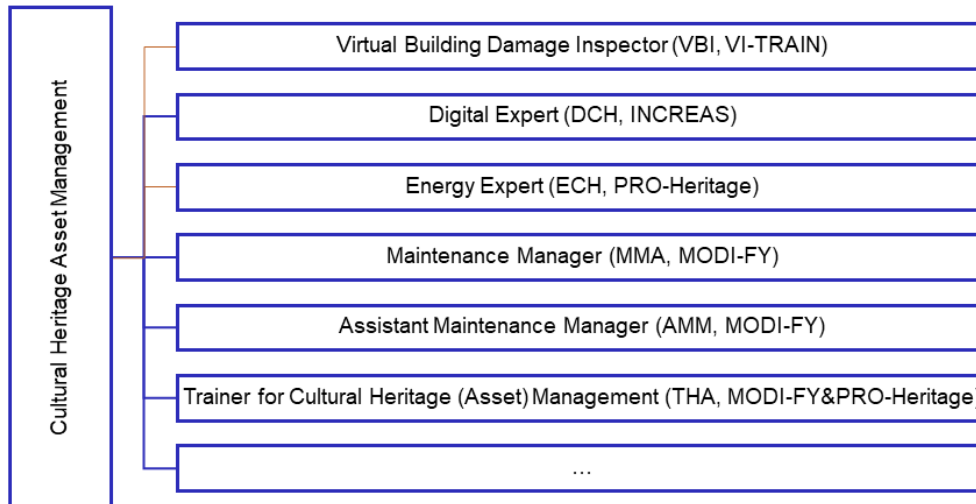 Cultural Heritage Asset Management
Virtual Building Damage Inspector (VBI, VI-TRAIN)
Digital Expert (DCH, INCREAS)
Energy Expert (ECH, PRO-Heritage)
Maintenance Manager (MMA, MODI-FY)
Assistant Maintenance Manager (AMM, MODI-FY)
Trainer for Cultural Heritage (Asset) Management (THA, MODI-FY&PRO-Heritage)
...